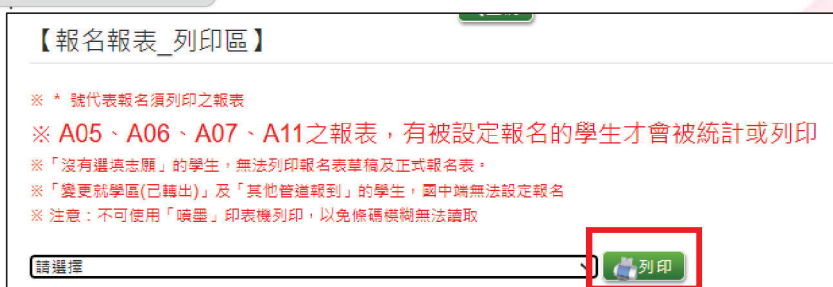 【報名報表_列印區】
※ * 號代表報名須列印之報表
※ A05、A06、A07、A11之報表，有被設定報名的學生才會被統計或列印
※「沒有選填志願」的學生，無法列印報名表草稿及正式報名表。
※「變更就學區(已轉出)」及「其他管道報到」的學生，國中端無法設定報名
※ 注意：不可使用「噴墨」印表機列印，以免條碼模糊無法讀取
請選擇
列印